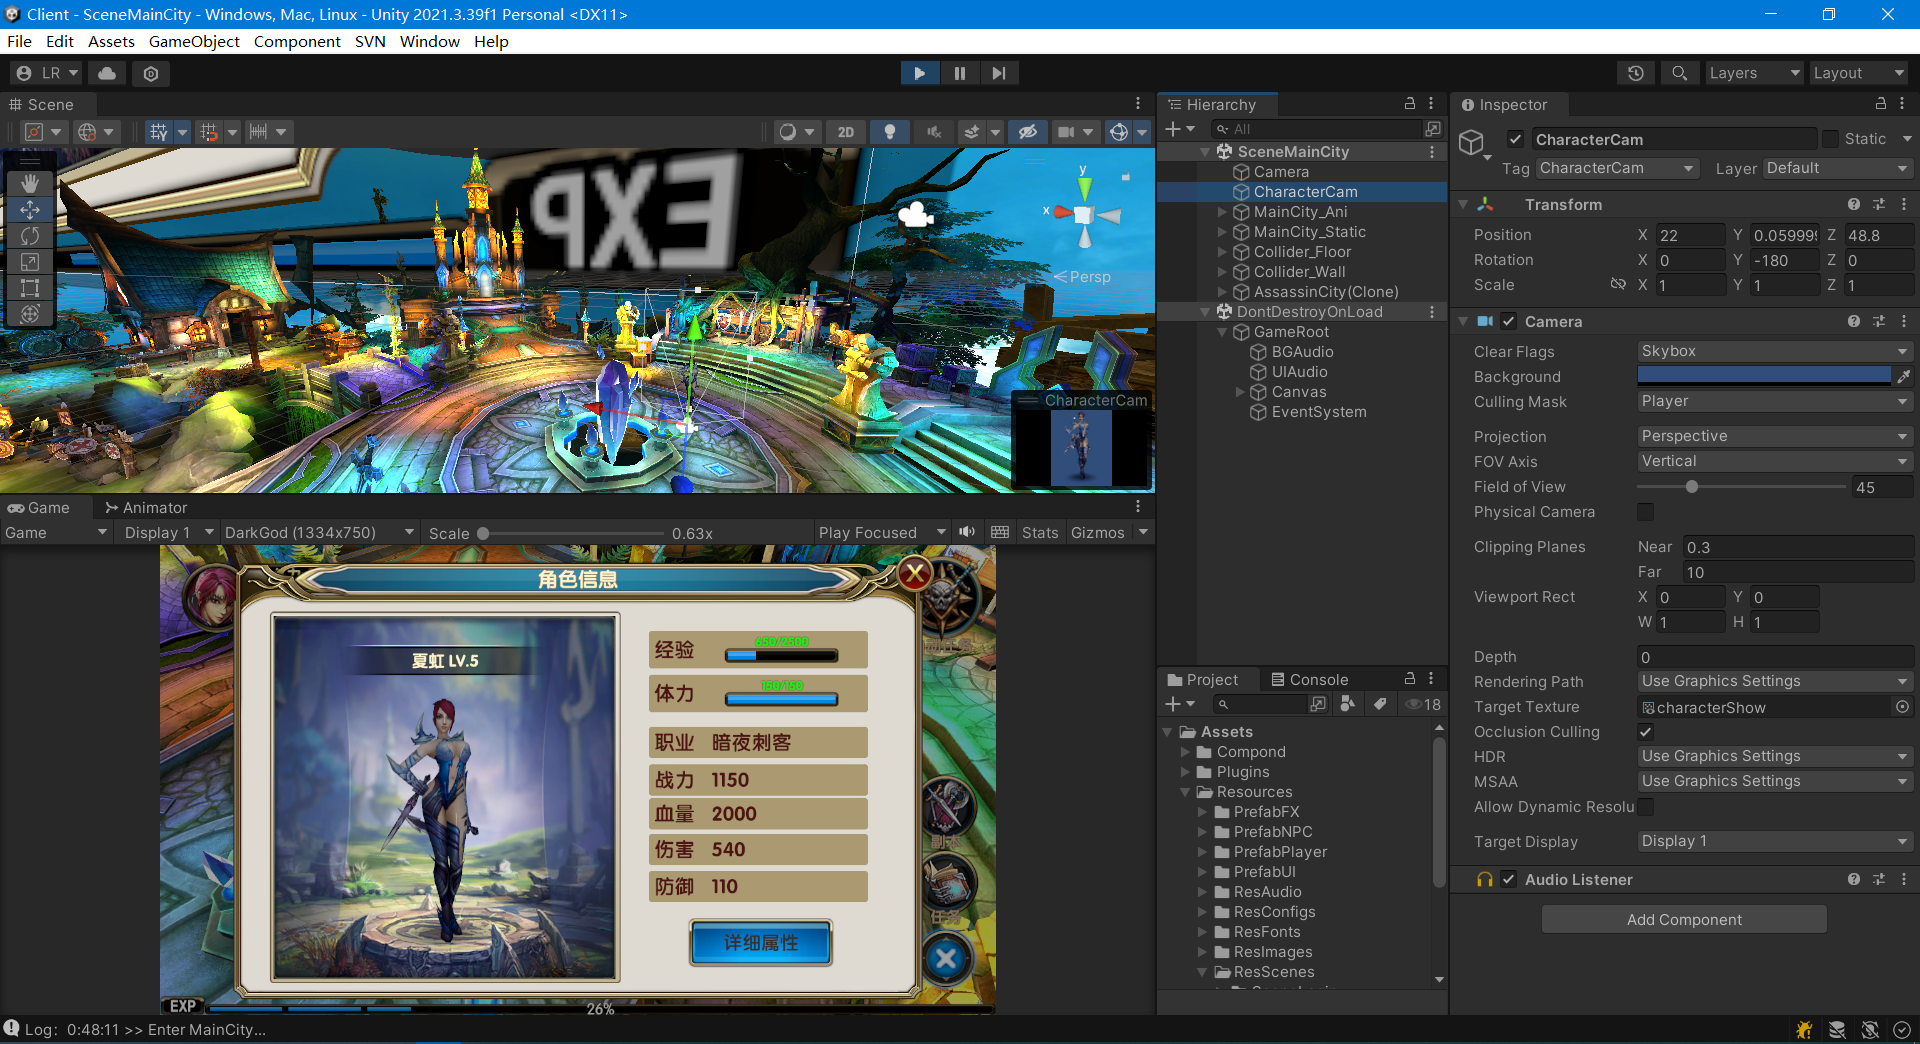 Client - SceneMainCity - Windows, Mac, Linux - Unity 2021.3.39f1 Personal <DX11>
File Edit Assets GameObject Component SVN Window Help
LR
Layers
Layout
Scene
2D
EXP
y
x
Persp
CharacterCam
Game
Animator
Game
Display 1
DarkGod (1334x750)
Scale
0.63x
Play Focused
Stats
Gizmos
角色信息
夏虹 LV.5
经验
650/2500
体力
150/150
职业 暗夜刺客
战力 1150
血量 2000
伤害 540
防御 110
详细属性
副本
任务
EXP
26%
Log: 0:48:11 >> Enter MainCity...
Hierarchy
All
SceneMainCity
Camera
CharacterCam
MainCity_Ani
MainCity_Static
Collider_Floor
Collider_Wall
AssassinCity(Clone)
DontDestroyOnLoad
GameRoot
BGAudio
UIAudio
Canvas
EventSystem
Project
Console
18
Assets
Compond
Plugins
Resources
PrefabFX
PrefabNPC
PrefabPlayer
PrefabUI
ResAudio
ResConfigs
ResFonts
ResImages
ResScenes
Inspector
CharacterCam
Static
Tag CharacterCam
Layer Default
Transform
Position X 22 Y 0.059999 Z 48.8
Rotation X 0 Y -180 Z 0
Scale X 1 Y 1 Z 1
Camera
Clear Flags Skybox
Background
Culling Mask Player
Projection Perspective
FOV Axis Vertical
Field of View 45
Physical Camera
Clipping Planes Near 0.3
Far 10
Viewport Rect X 0 Y 0
W 1 H 1
Depth 0
Rendering Path Use Graphics Settings
Target Texture characterShow
Occlusion Culling
HDR Use Graphics Settings
MSAA Use Graphics Settings
Allow Dynamic Resolu
Target Display Display 1
Audio Listener
Add Component